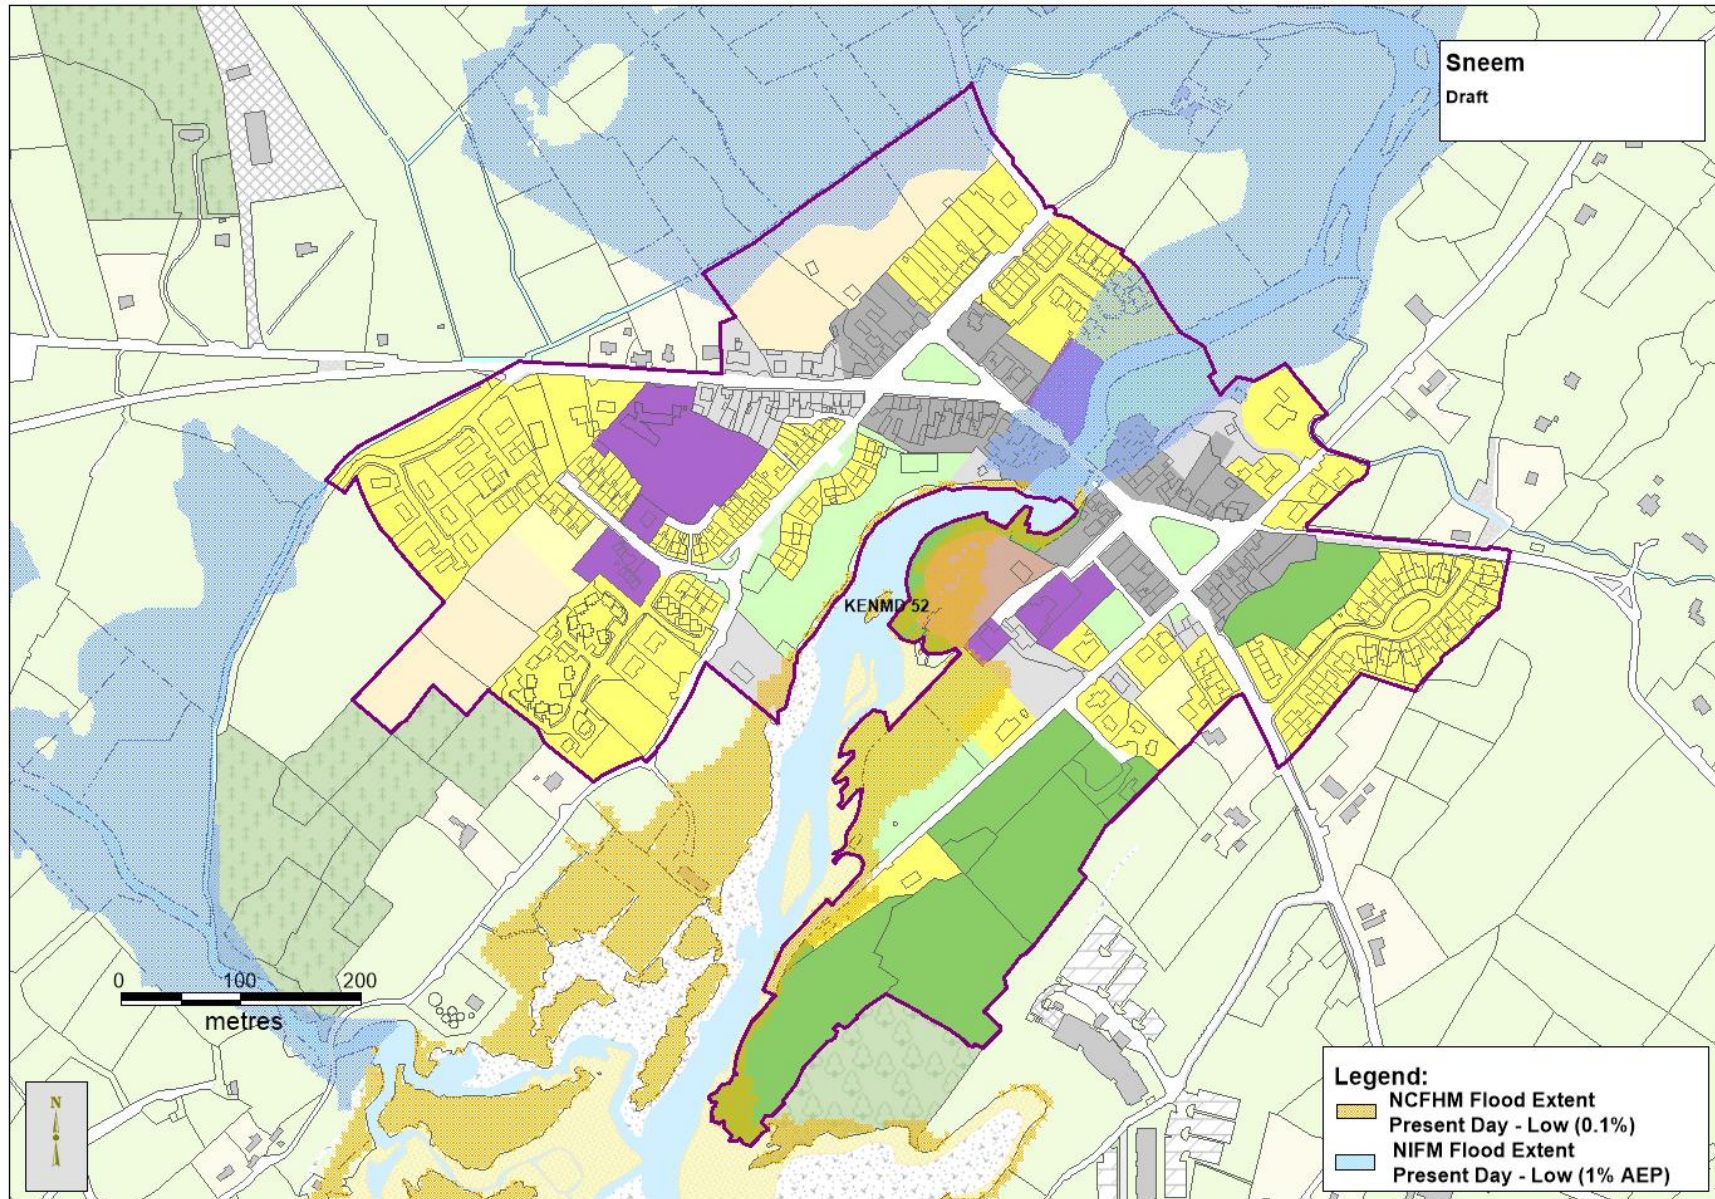 Sneem
Draft
KENMD 52
0 100 200
metres
N
Legend:
NCFHM Flood Extent
Present Day - Low (0.1%)
NIFM Flood Extent
Present Day - Low (1% AEP)